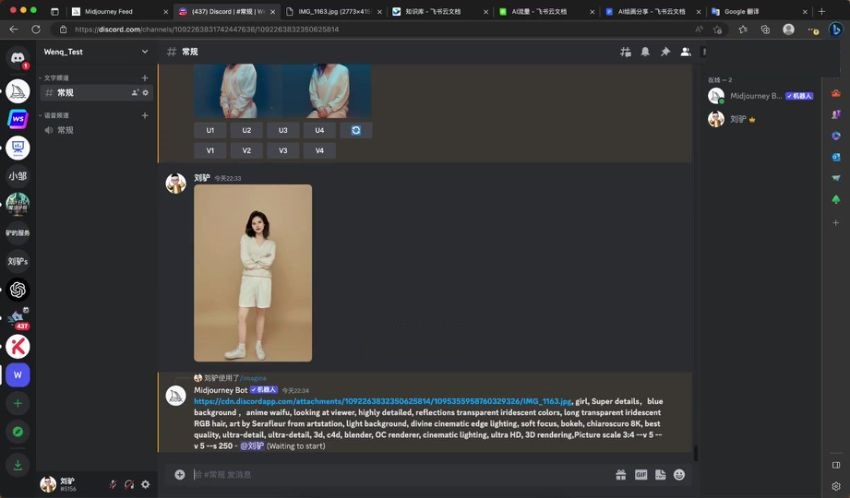 Midjourney Feed
(437) Discord | #常规 | We
IMG_1163.jpg (2773×415
知识库 - 飞书云文档
AI流量 - 飞书云文档
AI绘画分享 - 飞书云文档
Google 翻译
https://discord.com/channels/1092263831742447636/1092263832350625814
Wenq_Test
# 常规
文字频道
常规
语音频道
常规
小邹
驴的服务
刘驴s
437
W
U1 U2 U3 U4
V1 V2 V3 V4
刘驴 今天22:33
刘驴使用了/imagine
Midjourney Bot ✓机器人 今天22:34
https://cdn.discordapp.com/attachments/1092263832350625814/1095355958760329326/IMG_1163.jpg, girl, Super details， blue
background ，anime waifu, looking at viewer, highly detailed, reflections transparent iridescent colors, long transparent iridescent
RGB hair, art by Serafleur from artstation, light background, divine cinematic edge lighting, soft focus, bokeh, chiaroscuro 8K, best
quality, ultra-detail, ultra-detail, 3d, c4d, blender, OC renderer, cinematic lighting, ultra HD, 3D rendering,Picture scale 3:4 --v 5 --
v 5 --s 250 - @刘驴 (Waiting to start)
给 #常规 发消息
GIF
刘驴
#5156
在线 — 2
Midjourney B... ✓机器人
刘驴